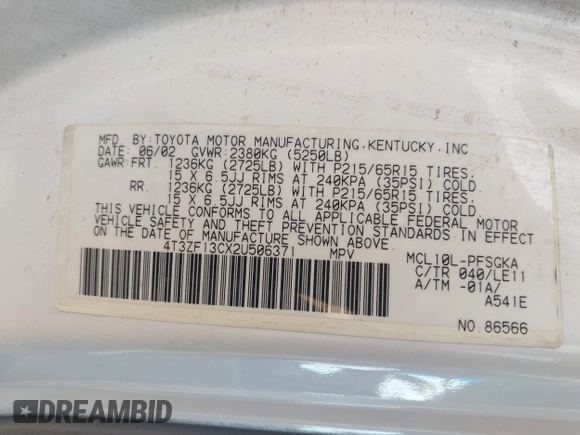 MFD. BY: TOYOTA MOTOR MANUFACTURING, KENTUCKY, INC
DATE 06/02 GVWR: 2380KG (5250LB)
GAWR: FRT. 1236KG (2725LB) WITH P215/65R15 TIRES.
15 X 6.5JJ RIMS AT 240KPA (35PSI) COLD.
RR. 1236KG (2725LB) WITH P215/65R15 TIRES.
15 X 6.5JJ RIMS AT 240KPA (35PSI) COLD.
THIS VEHICLE CONFORMS TO ALL APPLICABLE FEDERAL MOTOR
VEHICLE SAFETY AND THEFT PREVENTION STANDARDS IN EFFECT
ON THE DATE OF MANUFACTURE SHOWN ABOVE.
4T3ZF13CX2U506371 MPV
MCL10L-PFSGKA
C/TR 040/LE11
A/TM -01A/
A541E
NO. 86566
DREAMBID